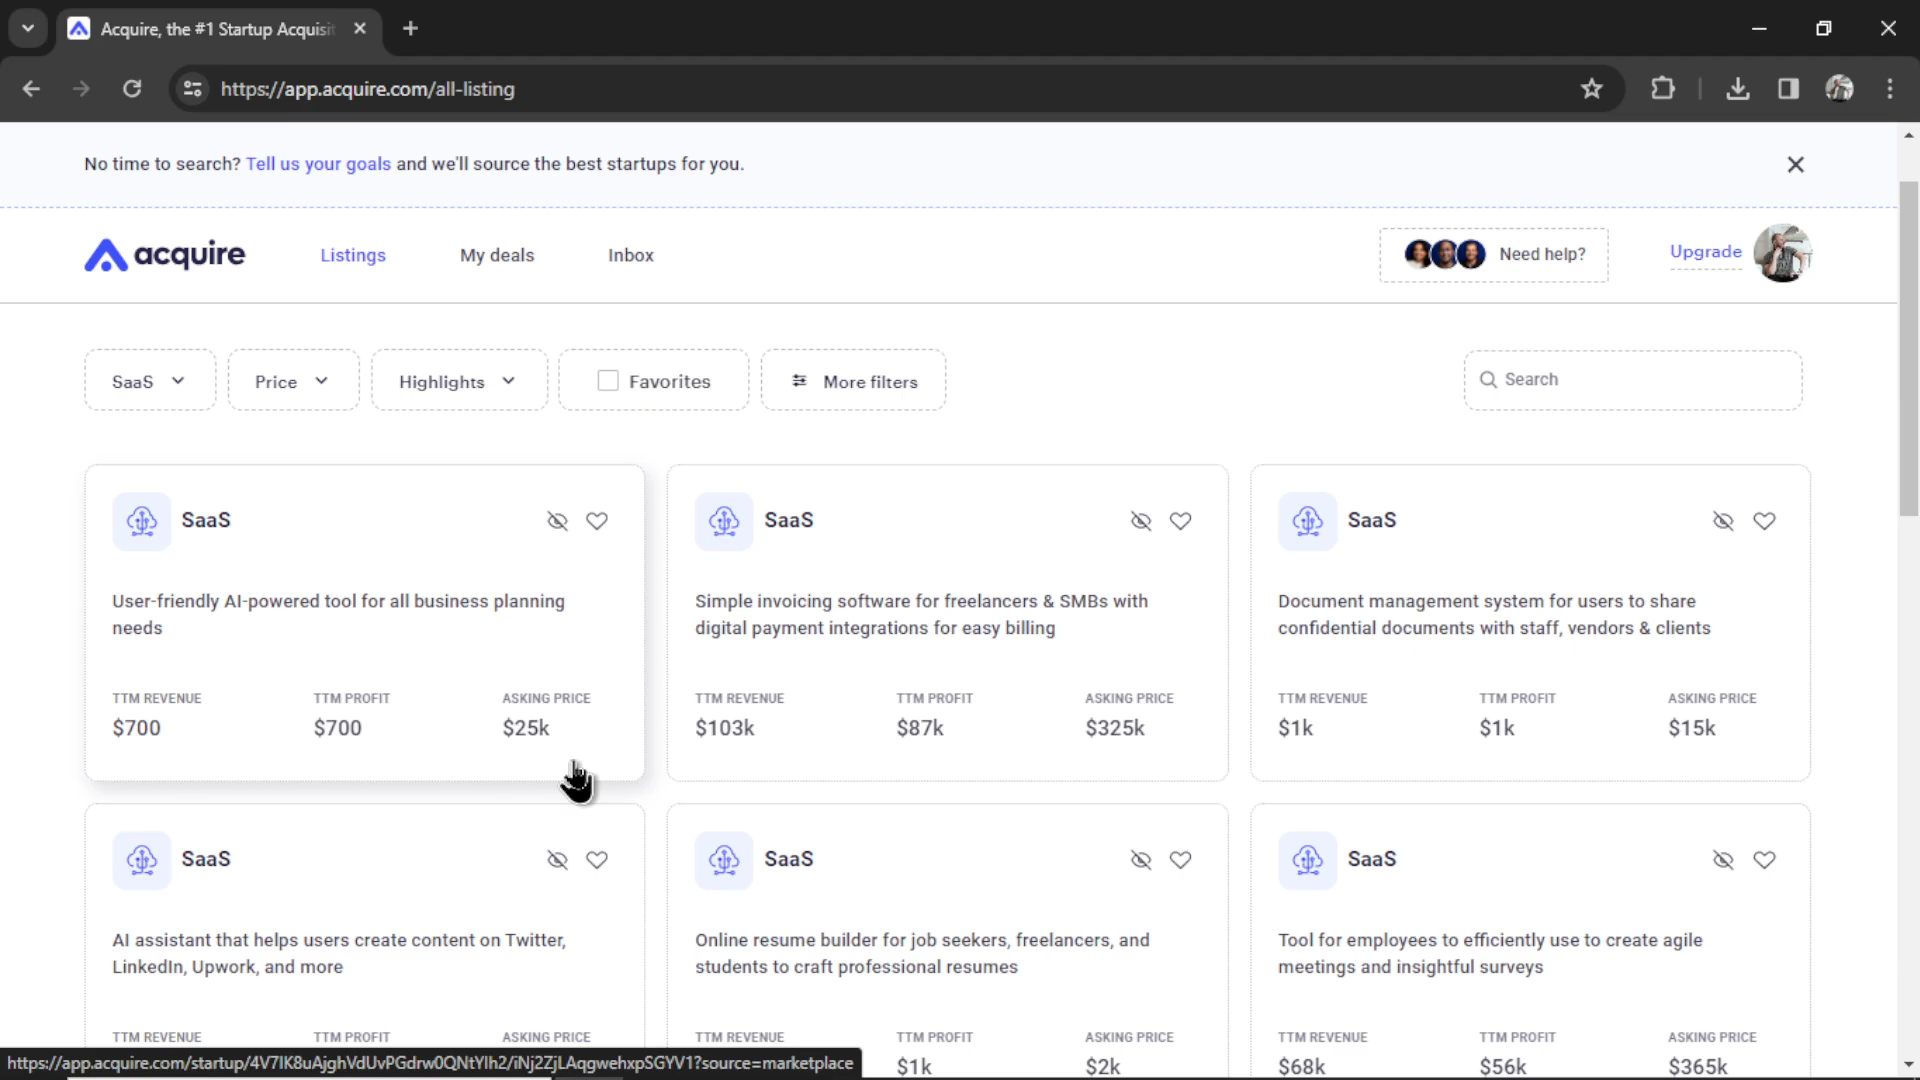 Acquire, the #1 Startup Acquisit
https://app.acquire.com/all-listing
No time to search? Tell us your goals and we'll source the best startups for you.
acquire
Listings
My deals
Inbox
Need help?
Upgrade
SaaS
Price
Highlights
Favorites
More filters
Search
SaaS
User-friendly AI-powered tool for all business planning
needs
TTM REVENUE
TTM PROFIT
ASKING PRICE
$700
$700
$25k
SaaS
Simple invoicing software for freelancers & SMBs with
digital payment integrations for easy billing
TTM REVENUE
TTM PROFIT
ASKING PRICE
$103k
$87k
$325k
SaaS
Document management system for users to share
confidential documents with staff, vendors & clients
TTM REVENUE
TTM PROFIT
ASKING PRICE
$1k
$1k
$15k
SaaS
AI assistant that helps users create content on Twitter,
LinkedIn, Upwork, and more
TTM REVENUE
TTM PROFIT
ASKING PRICE
SaaS
Online resume builder for job seekers, freelancers, and
students to craft professional resumes
TTM REVENUE
TTM PROFIT
ASKING PRICE
$1k
$2k
SaaS
Tool for employees to efficiently use to create agile
meetings and insightful surveys
TTM REVENUE
TTM PROFIT
ASKING PRICE
$68k
$56k
$365k
https://app.acquire.com/startup/4V7IK8uAjghVdUvPGdrw0QNtYIh2/iNj2ZjLAqgwehxpSGYV1?source=marketplace